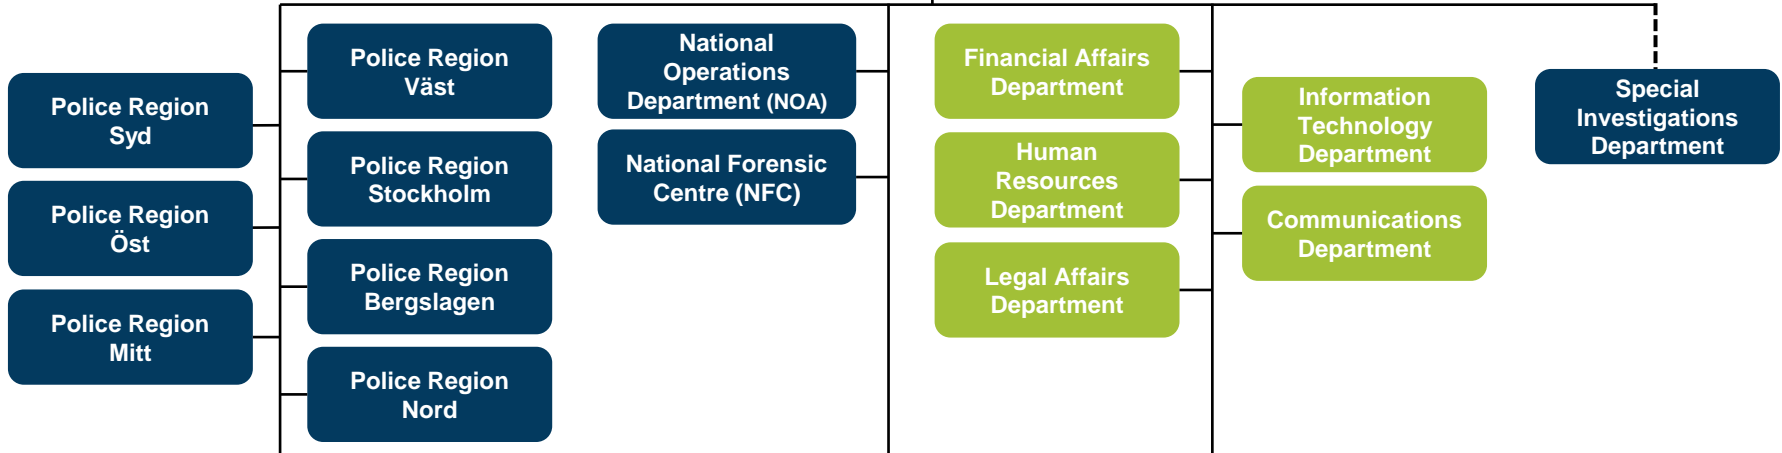 Police Region
Syd
Police Region
Öst
Police Region
Mitt
Police Region
Väst
Police Region
Stockholm
Police Region
Bergslagen
Police Region
Nord
National
Operations
Department (NOA)
National Forensic
Centre (NFC)
Financial Affairs
Department
Human
Resources
Department
Legal Affairs
Department
Information
Technology
Department
Communications
Department
Special
Investigations
Department